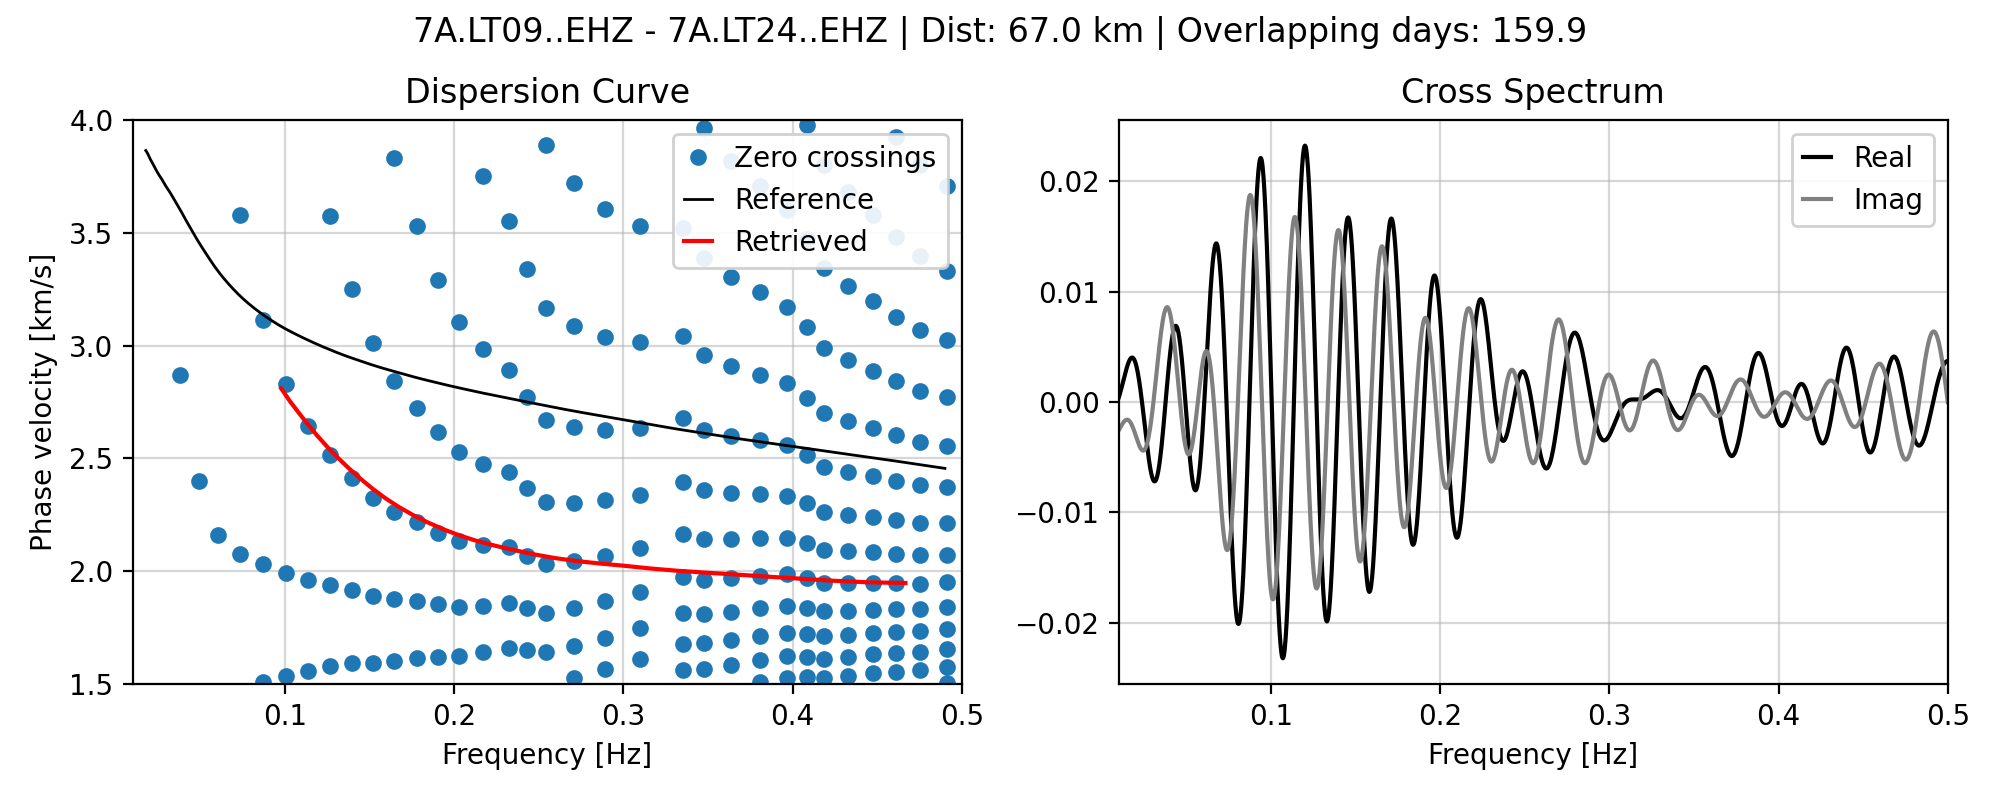 7A.LT09..EHZ - 7A.LT24..EHZ | Dist: 67.0 km | Overlapping days: 159.9
Dispersion Curve
4.0
3.5
3.0
2.5
2.0
1.5
Phase velocity [km/s]
Zero crossings
Reference
Retrieved
0.1
0.2
0.3
0.4
0.5
Frequency [Hz]
Cross Spectrum
0.02
0.01
0.00
−0.01
−0.02
Real
Imag
0.1
0.2
0.3
0.4
0.5
Frequency [Hz]